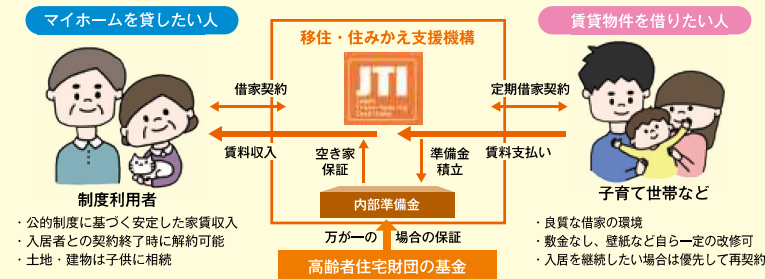 マイホームを貸したい人
移住・住みかえ支援機構
賃貸物件を借りたい人
JTI
借家契約
定期借家契約
賃料収入
空き家
保証
準備金
積立
賃料支払い
制度利用者
内部準備金
子育て世帯など
・公的制度に基づく安定した家賃収入
・入居者との契約終了時に解約可能
・土地・建物は子供に相続
万が一の 場合の保証
高齢者住宅財団の基金
・良質な借家の環境
・敷金なし、壁紙など自ら一定の改修可
・入居を継続したい場合は優先して再契約